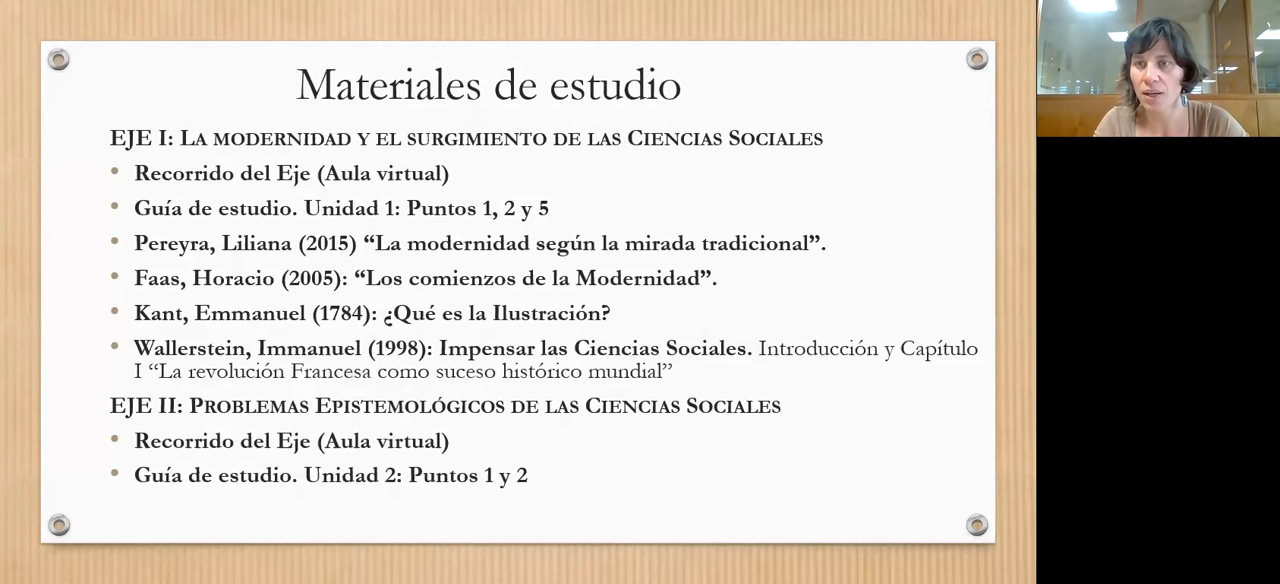 Materiales de estudio
EJE I: LA MODERNIDAD Y EL SURGIMIENTO DE LAS CIENCIAS SOCIALES
• Recorrido del Eje (Aula virtual)
• Guía de estudio. Unidad 1: Puntos 1, 2 y 5
• Pereyra, Liliana (2015) “La modernidad según la mirada tradicional”.
• Faas, Horacio (2005): “Los comienzos de la Modernidad”.
• Kant, Emmanuel (1784): ¿Qué es la Ilustración?
• Wallerstein, Immanuel (1998): Impensar las Ciencias Sociales. Introducción y Capítulo
I “La revolución Francesa como suceso histórico mundial”
EJE II: PROBLEMAS EPISTEMOLÓGICOS DE LAS CIENCIAS SOCIALES
• Recorrido del Eje (Aula virtual)
• Guía de estudio. Unidad 2: Puntos 1 y 2